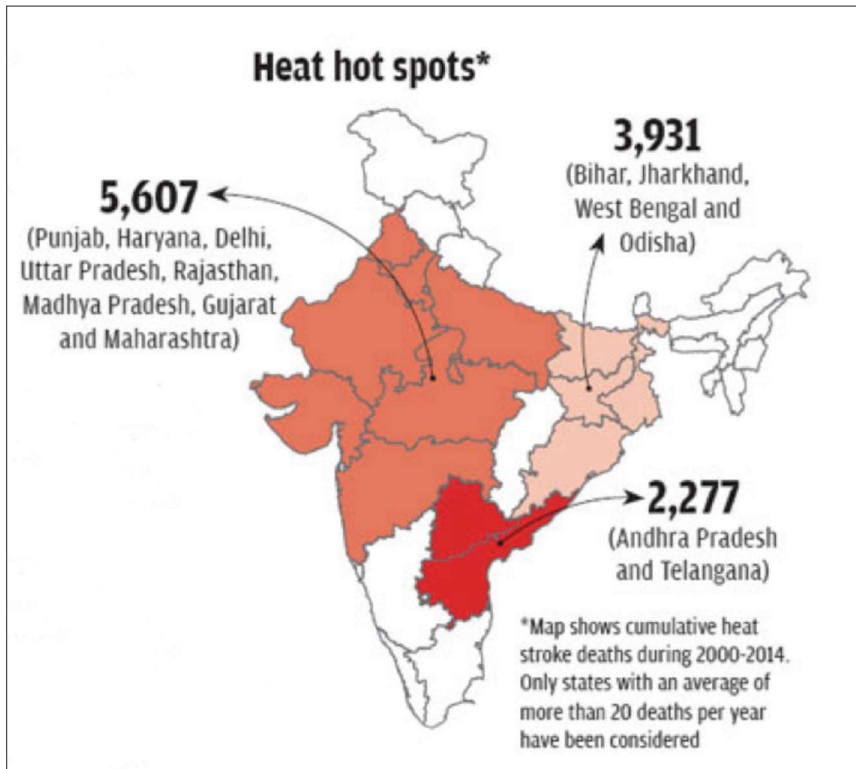 Heat hot spots*
5,607
(Punjab, Haryana, Delhi,
Uttar Pradesh, Rajasthan,
Madhya Pradesh, Gujarat
and Maharashtra)
3,931
(Bihar, Jharkhand,
West Bengal and
Odisha)
2,277
(Andhra Pradesh
and Telangana)
*Map shows cumulative heat
stroke deaths during 2000-2014.
Only states with an average of
more than 20 deaths per year
have been considered